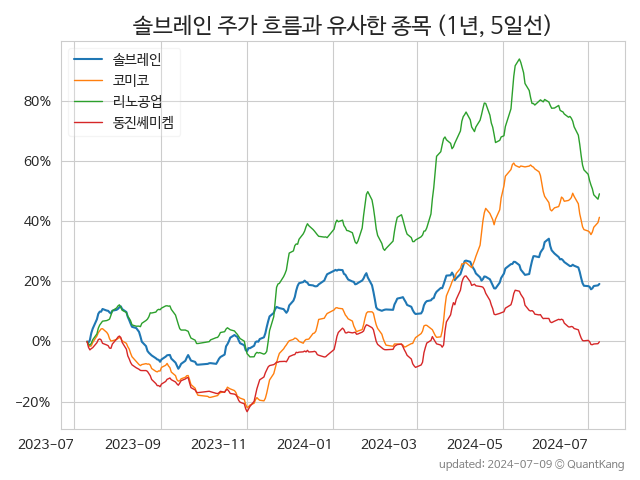 솔브레인 주가 흐름과 유사한 종목 (1년, 5일선)
솔브레인
코미코
리노공업
동진쎄미켐
80%
60%
40%
20%
0%
−20%
2023-07 2023-09 2023-11 2024-01 2024-03 2024-05 2024-07
updated: 2024-07-09 © QuantKang